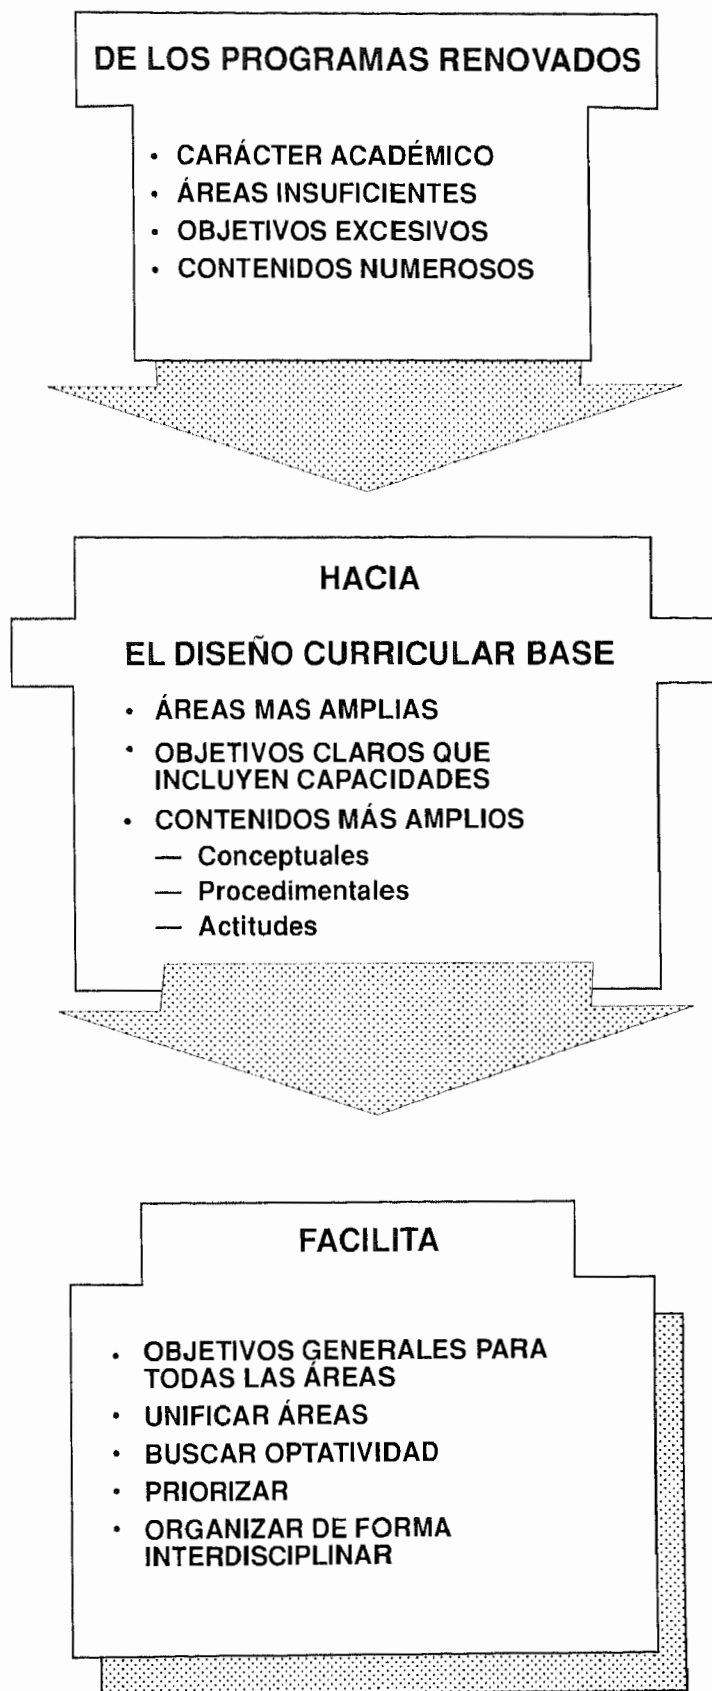 DE LOS PROGRAMAS RENOVADOS
• CARÁCTER ACADÉMICO
• ÁREAS INSUFICIENTES
• OBJETIVOS EXCESIVOS
• CONTENIDOS NUMEROSOS
HACIA
EL DISEÑO CURRICULAR BASE
• ÁREAS MAS AMPLIAS
• OBJETIVOS CLAROS QUE
INCLUYEN CAPACIDADES
• CONTENIDOS MÁS AMPLIOS
— Conceptuales
— Procedimentales
— Actitudes
FACILITA
• OBJETIVOS GENERALES PARA
TODAS LAS ÁREAS
• UNIFICAR ÁREAS
• BUSCAR OPTATIVIDAD
• PRIORIZAR
• ORGANIZAR DE FORMA
INTERDISCIPLINAR